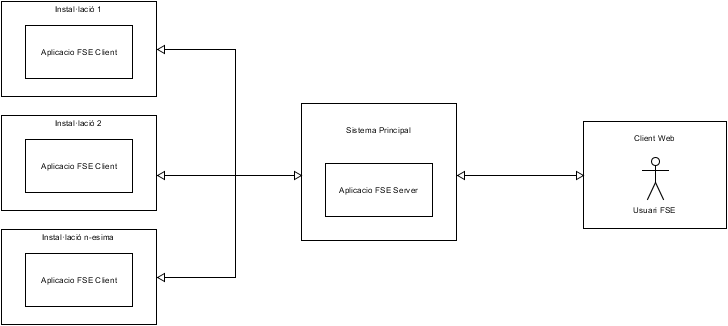 Instal·lació 1
Aplicacio FSE Client
Instal·lació 2
Aplicacio FSE Client
Instal·lació n-esima
Aplicacio FSE Client
Sistema Principal
Aplicacio FSE Server
Client Web
Usuari FSE